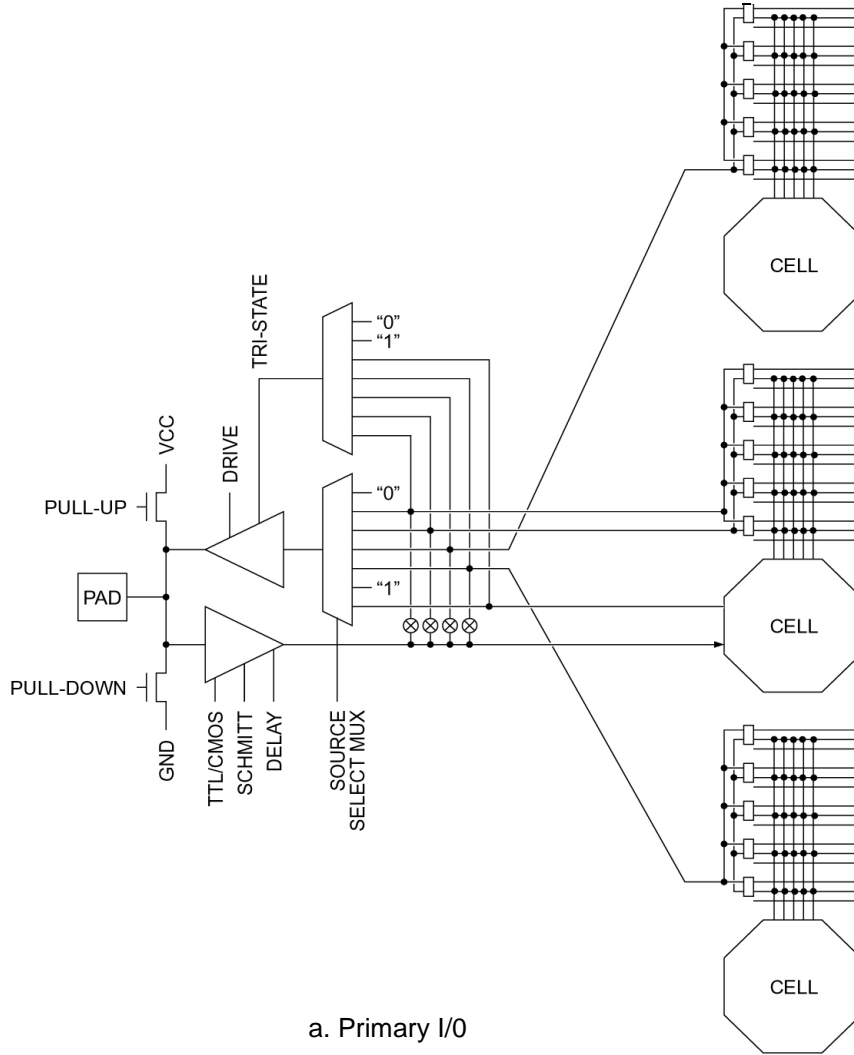 CELL
TRI-STATE
"0"
"1"
VCC
DRIVE
PULL-UP
"0"
PAD
"1"
CELL
PULL-DOWN
GND
TTL/CMOS
SCHMITT
DELAY
SOURCE
SELECT MUX
CELL
a. Primary I/0